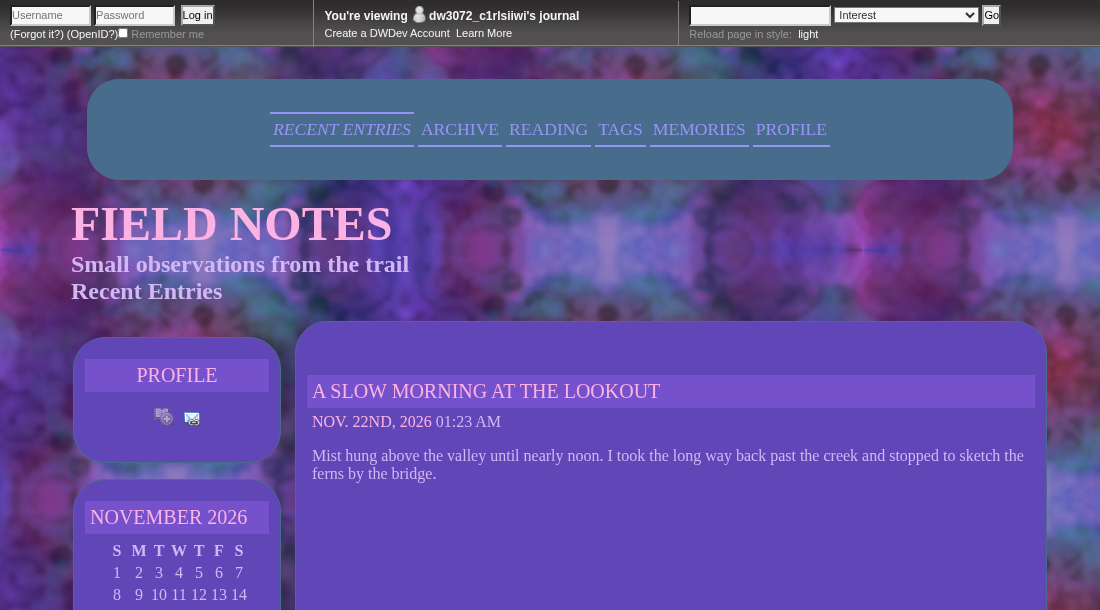 Username Password Log in
(Forgot it?) (OpenID?) Remember me
You're viewing dw3072_c1rlsiiwi's journal
Create a DWDev Account Learn More
Interest Go
Reload page in style: light
RECENT ENTRIES ARCHIVE READING TAGS MEMORIES PROFILE
FIELD NOTES
Small observations from the trail
Recent Entries
PROFILE
NOVEMBER 2026
S M T W T F S
1 2 3 4 5 6 7
8 9 10 11 12 13 14
A SLOW MORNING AT THE LOOKOUT
NOV. 22ND, 2026 01:23 AM
Mist hung above the valley until nearly noon. I took the long way back past the creek and stopped to sketch the
ferns by the bridge.